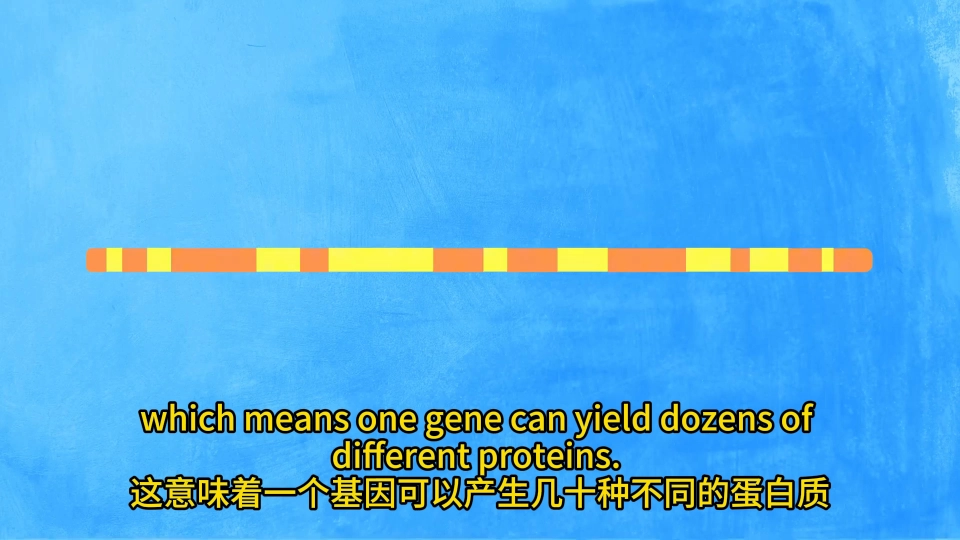 which means one gene can yield dozens of
different proteins.
这意味着一个基因可以产生几十种不同的蛋白质